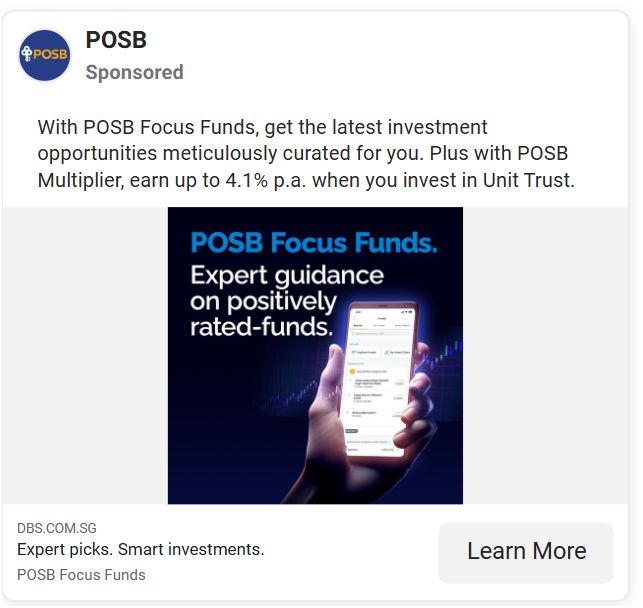 POSB
POSB
Sponsored
With POSB Focus Funds, get the latest investment
opportunities meticulously curated for you. Plus with POSB
Multiplier, earn up to 4.1% p.a. when you invest in Unit Trust.
POSB Focus Funds.
Expert guidance
on positively
rated-funds.
DBS.COM.SG
Expert picks. Smart investments.
POSB Focus Funds
Learn More